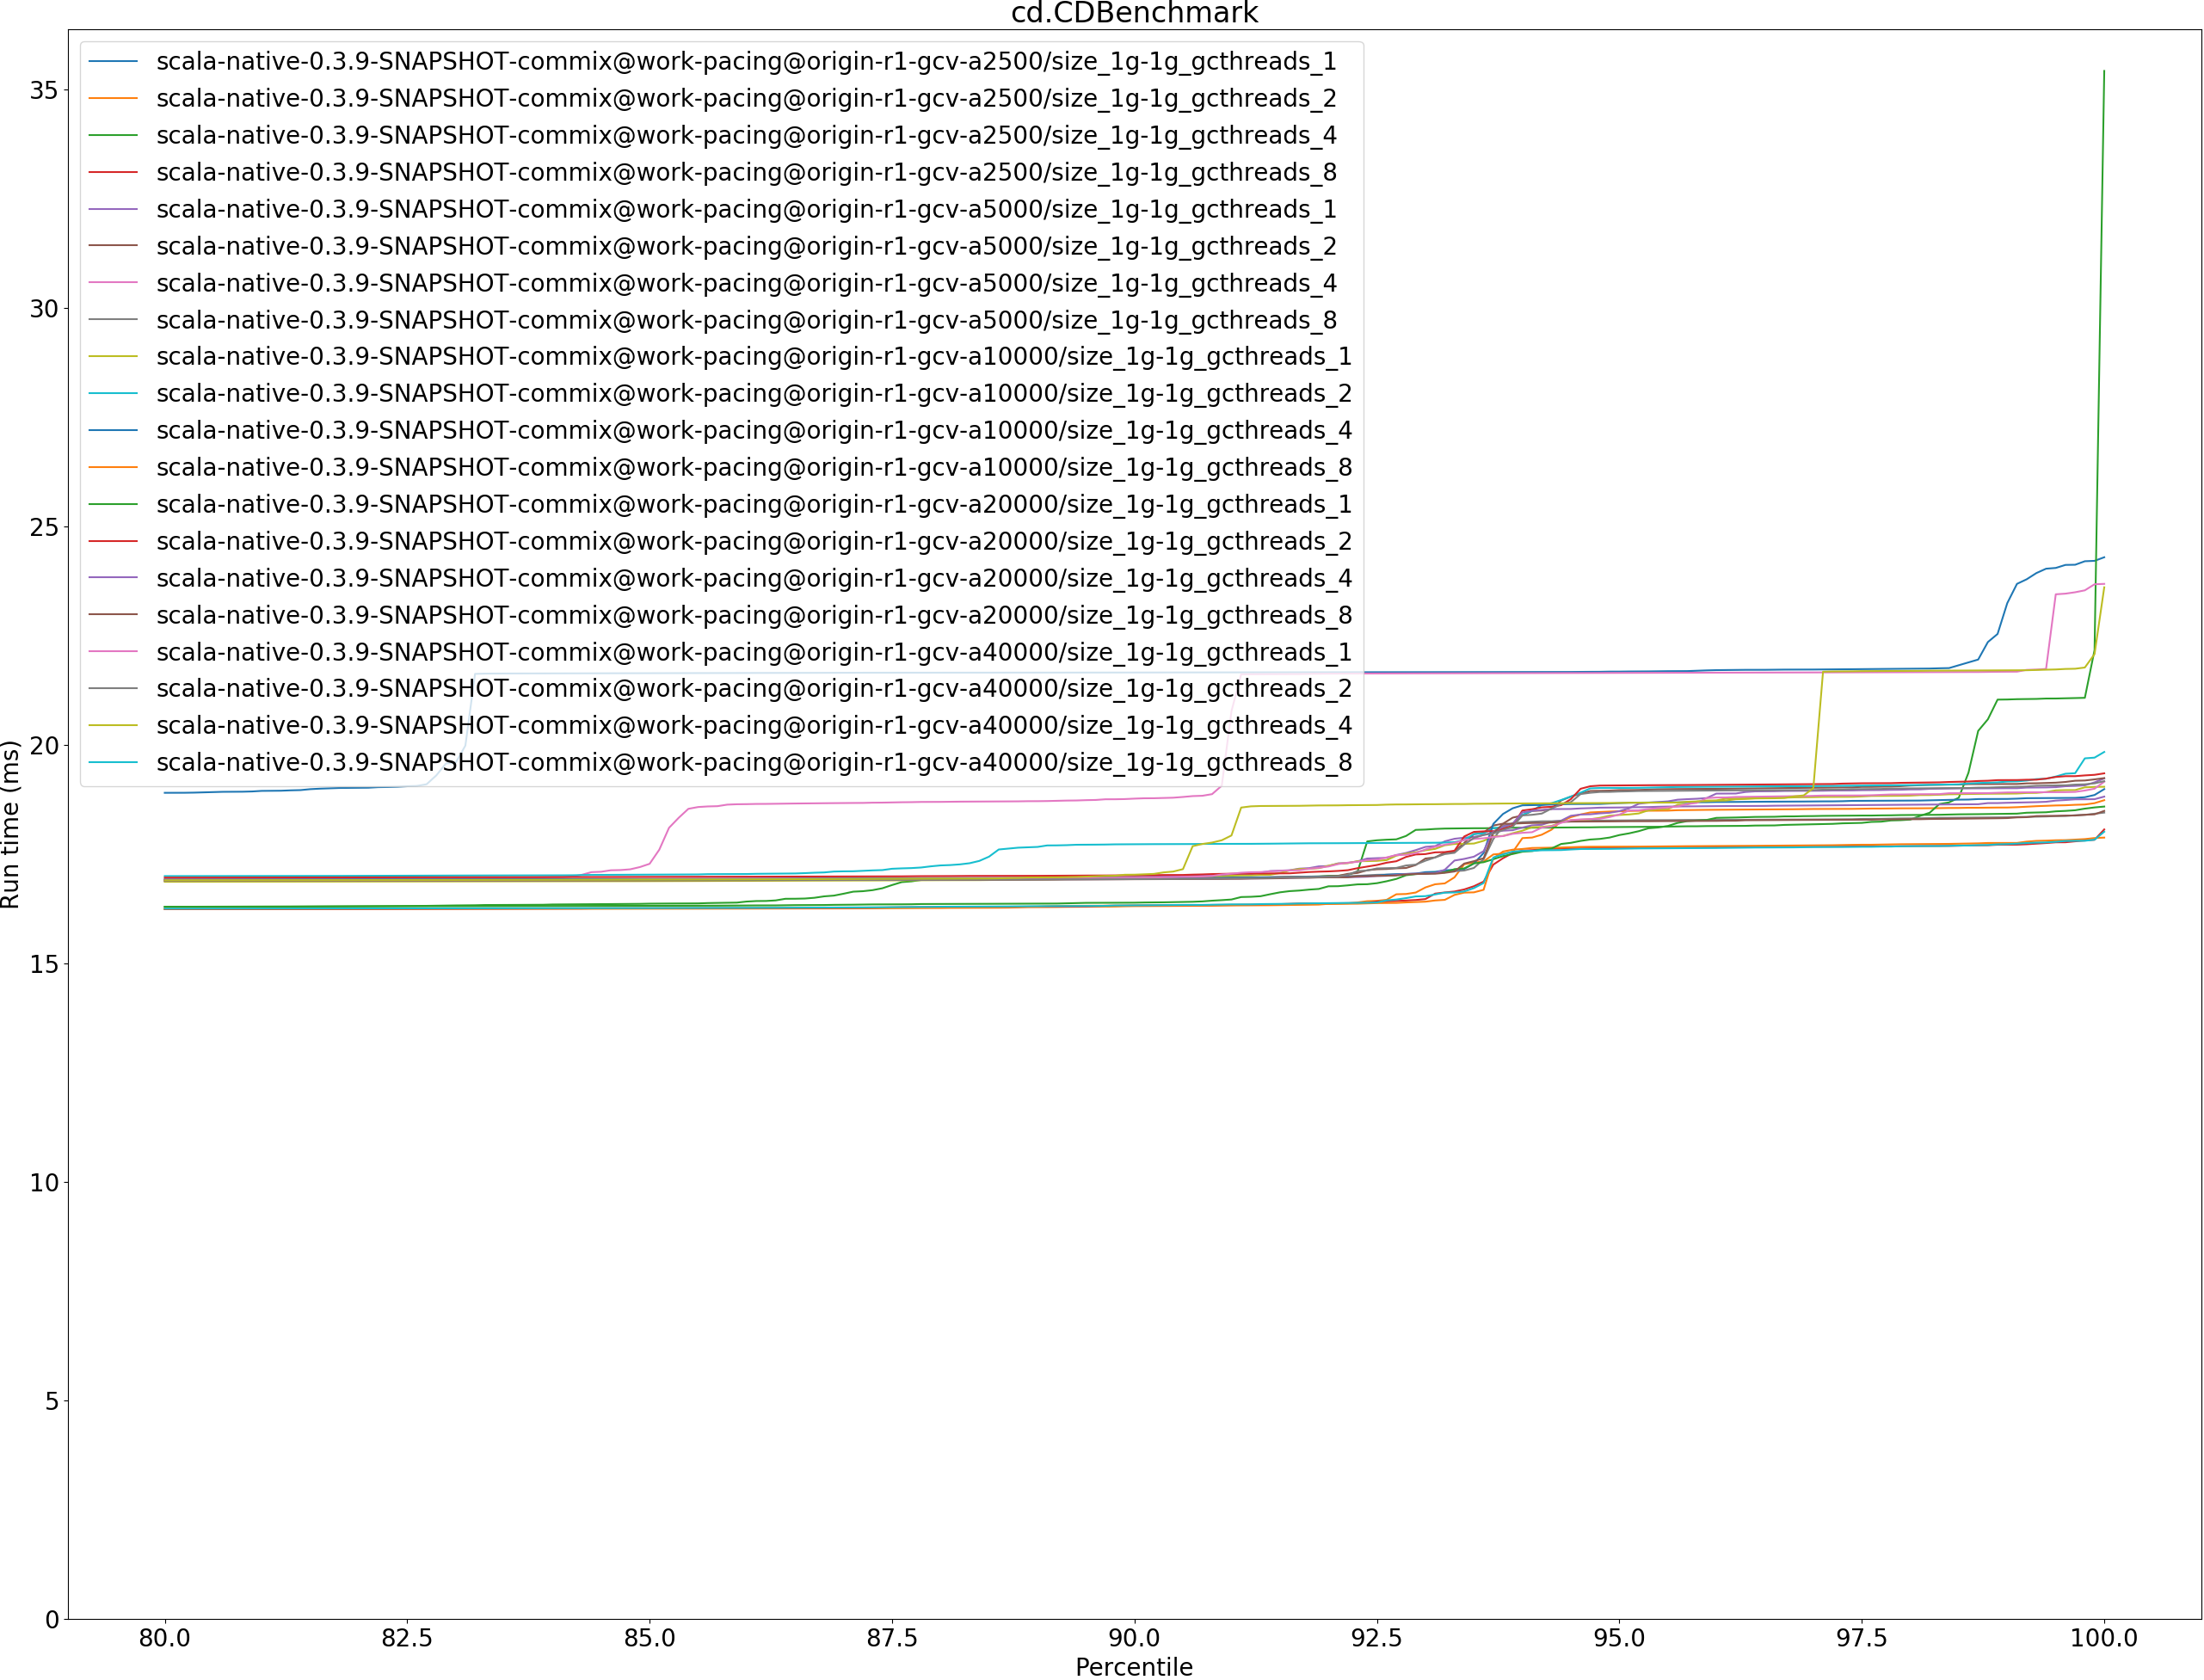 cd.CDBenchmark
scala-native-0.3.9-SNAPSHOT-commix@work-pacing@origin-r1-gcv-a2500/size_1g-1g_gcthreads_1
scala-native-0.3.9-SNAPSHOT-commix@work-pacing@origin-r1-gcv-a2500/size_1g-1g_gcthreads_2
scala-native-0.3.9-SNAPSHOT-commix@work-pacing@origin-r1-gcv-a2500/size_1g-1g_gcthreads_4
scala-native-0.3.9-SNAPSHOT-commix@work-pacing@origin-r1-gcv-a2500/size_1g-1g_gcthreads_8
scala-native-0.3.9-SNAPSHOT-commix@work-pacing@origin-r1-gcv-a5000/size_1g-1g_gcthreads_1
scala-native-0.3.9-SNAPSHOT-commix@work-pacing@origin-r1-gcv-a5000/size_1g-1g_gcthreads_2
scala-native-0.3.9-SNAPSHOT-commix@work-pacing@origin-r1-gcv-a5000/size_1g-1g_gcthreads_4
scala-native-0.3.9-SNAPSHOT-commix@work-pacing@origin-r1-gcv-a5000/size_1g-1g_gcthreads_8
scala-native-0.3.9-SNAPSHOT-commix@work-pacing@origin-r1-gcv-a10000/size_1g-1g_gcthreads_1
scala-native-0.3.9-SNAPSHOT-commix@work-pacing@origin-r1-gcv-a10000/size_1g-1g_gcthreads_2
scala-native-0.3.9-SNAPSHOT-commix@work-pacing@origin-r1-gcv-a10000/size_1g-1g_gcthreads_4
scala-native-0.3.9-SNAPSHOT-commix@work-pacing@origin-r1-gcv-a10000/size_1g-1g_gcthreads_8
scala-native-0.3.9-SNAPSHOT-commix@work-pacing@origin-r1-gcv-a20000/size_1g-1g_gcthreads_1
scala-native-0.3.9-SNAPSHOT-commix@work-pacing@origin-r1-gcv-a20000/size_1g-1g_gcthreads_2
scala-native-0.3.9-SNAPSHOT-commix@work-pacing@origin-r1-gcv-a20000/size_1g-1g_gcthreads_4
scala-native-0.3.9-SNAPSHOT-commix@work-pacing@origin-r1-gcv-a20000/size_1g-1g_gcthreads_8
scala-native-0.3.9-SNAPSHOT-commix@work-pacing@origin-r1-gcv-a40000/size_1g-1g_gcthreads_1
scala-native-0.3.9-SNAPSHOT-commix@work-pacing@origin-r1-gcv-a40000/size_1g-1g_gcthreads_2
scala-native-0.3.9-SNAPSHOT-commix@work-pacing@origin-r1-gcv-a40000/size_1g-1g_gcthreads_4
scala-native-0.3.9-SNAPSHOT-commix@work-pacing@origin-r1-gcv-a40000/size_1g-1g_gcthreads_8
35
30
25
20
15
10
5
0
Run time (ms)
80.0 82.5 85.0 87.5 90.0 92.5 95.0 97.5 100.0
Percentile